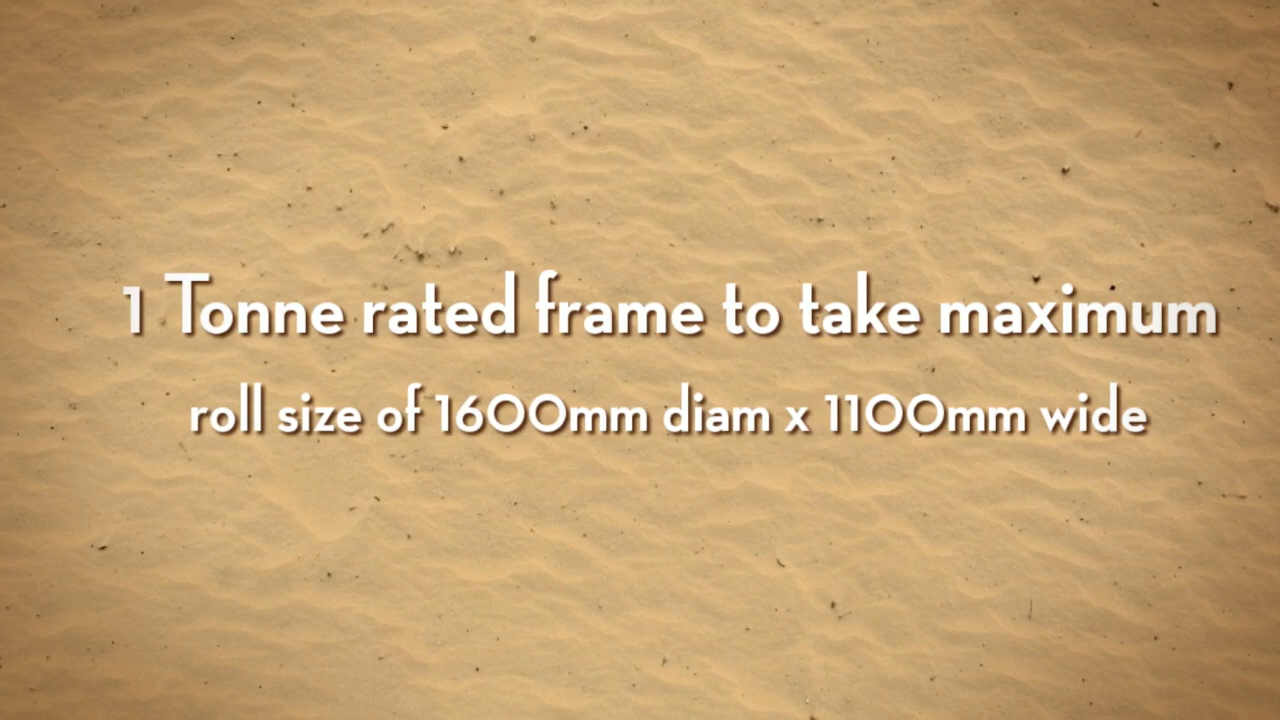 1 Tonne rated frame to take maximum
roll size of 1600mm diam x 1100mm wide